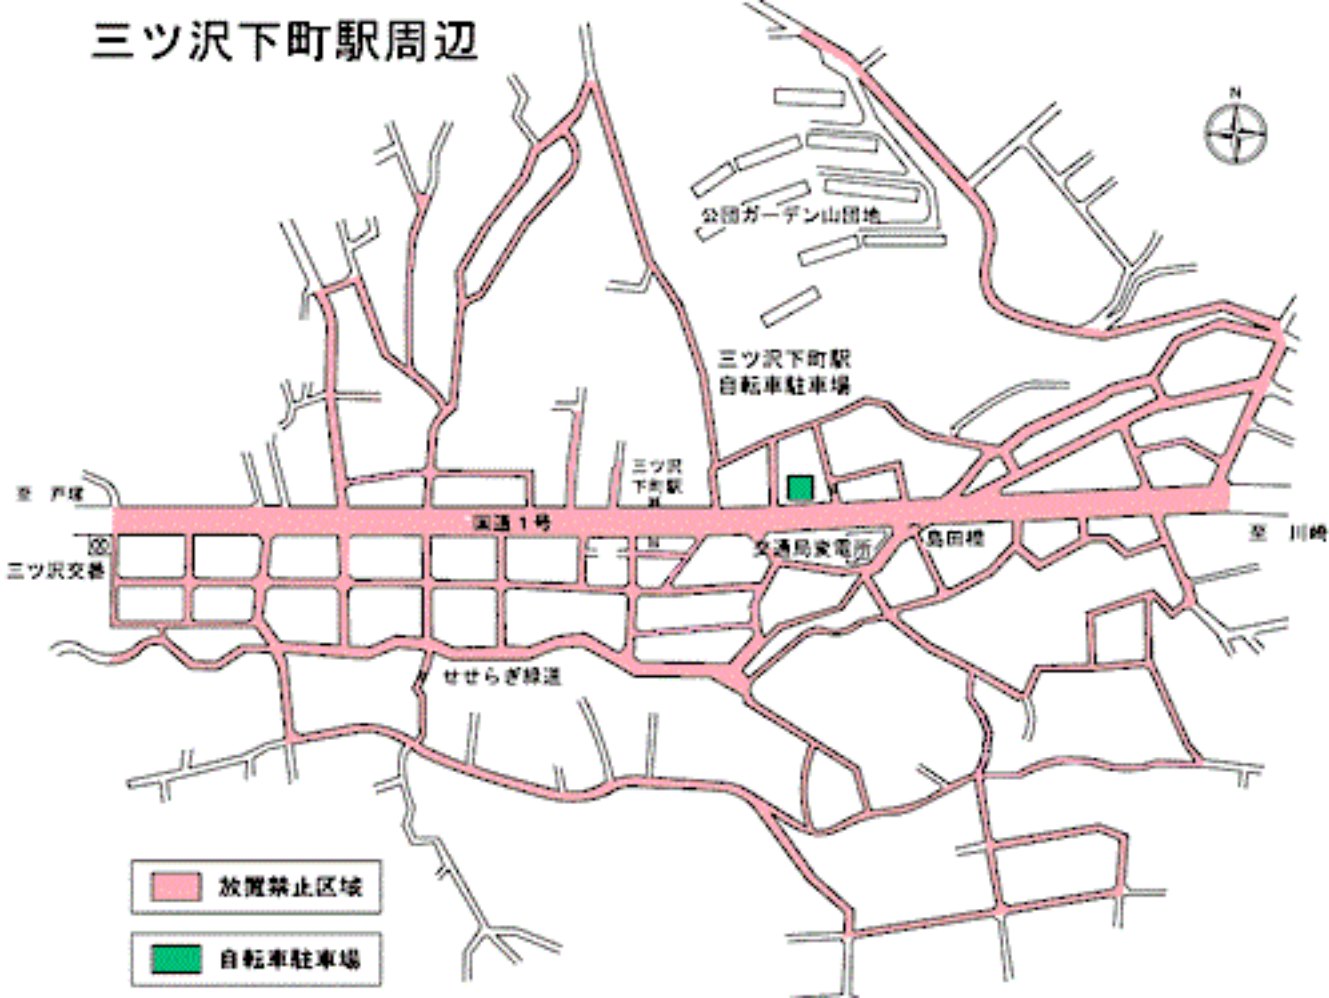 三ツ沢下町駅周辺
N
公団ガーデン山団地
三ツ沢下町駅
自転車駐車場
三ツ沢
下町駅
至 戸塚
国道1号
至 川崎
三ツ沢交番
交通局変電所
島田橋
せせらぎ緑道
放置禁止区域
自転車駐車場